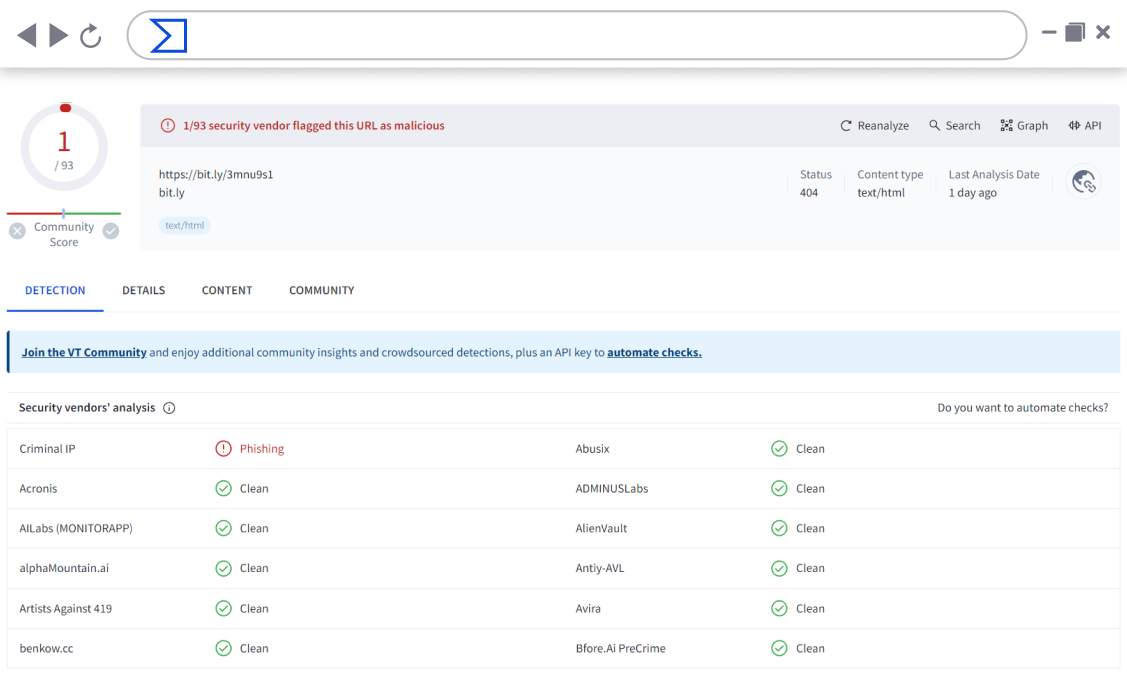 1
/ 93
Community
Score
1/93 security vendor flagged this URL as malicious
Reanalyze Search Graph API
https://bit.ly/3mnu9s1
bit.ly
text/html
Status Content type Last Analysis Date
404 text/html 1 day ago
DETECTION DETAILS CONTENT COMMUNITY
Join the VT Community and enjoy additional community insights and crowdsourced detections, plus an API key to automate checks.
Security vendors' analysis Do you want to automate checks?
Criminal IP Phishing Abusix Clean
Acronis Clean ADMINUSLabs Clean
AILabs (MONITORAPP) Clean AlienVault Clean
alphaMountain.ai Clean Antiy-AVL Clean
Artists Against 419 Clean Avira Clean
benkow.cc Clean Bfore.Ai PreCrime Clean